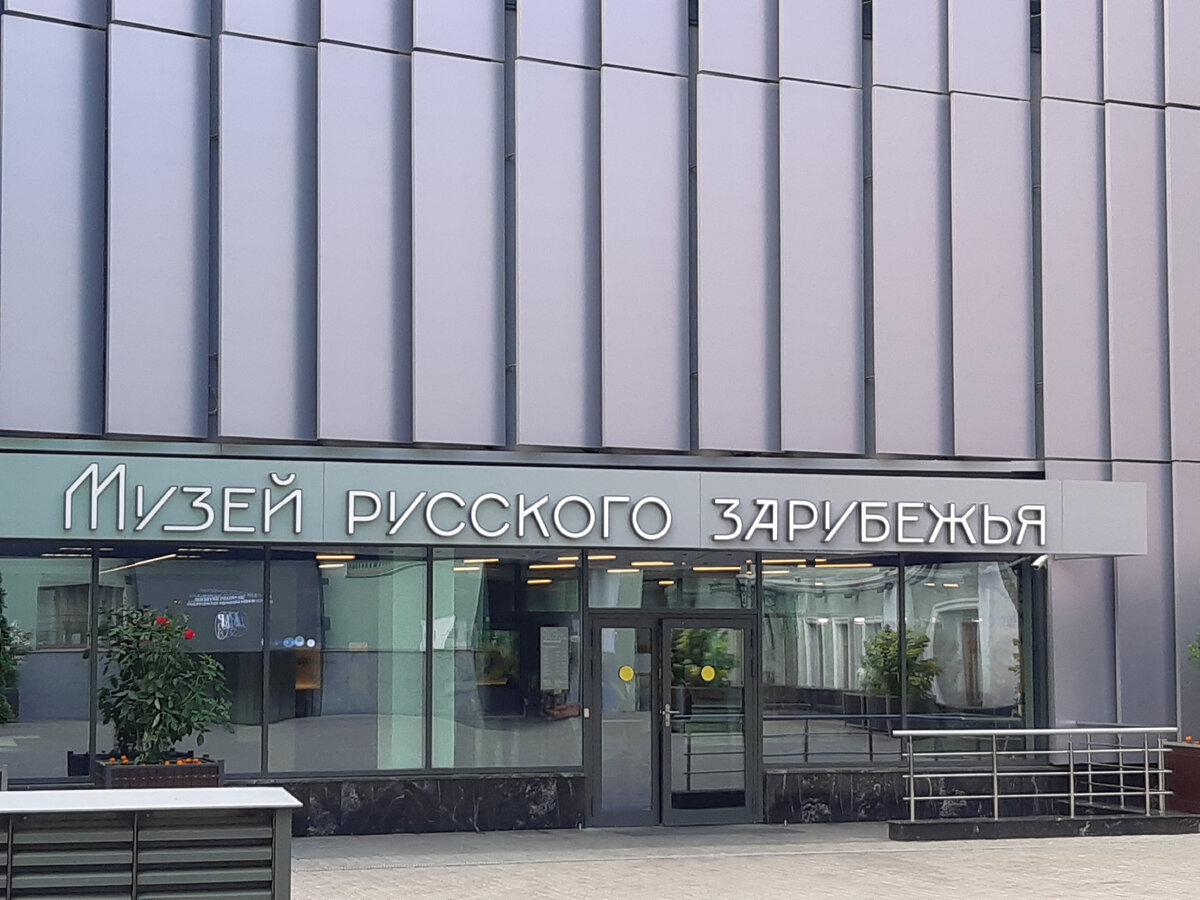 Музей русского зарубежья